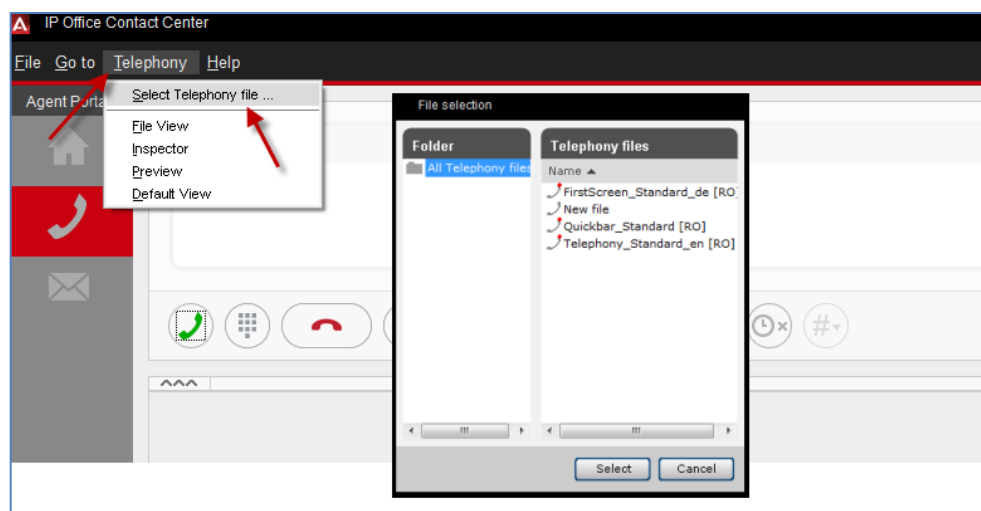 IP Office Contact Center
File Go to Telephony Help
Agent Porta
Select Telephony file ...
File View
Inspector
Preview
Default View
File selection
Folder
All Telephony files
Telephony files
Name
FirstScreen_Standard_de [RO]
New file
Quickbar_Standard [RO]
Telephony_Standard_en [RO]
#
Select Cancel